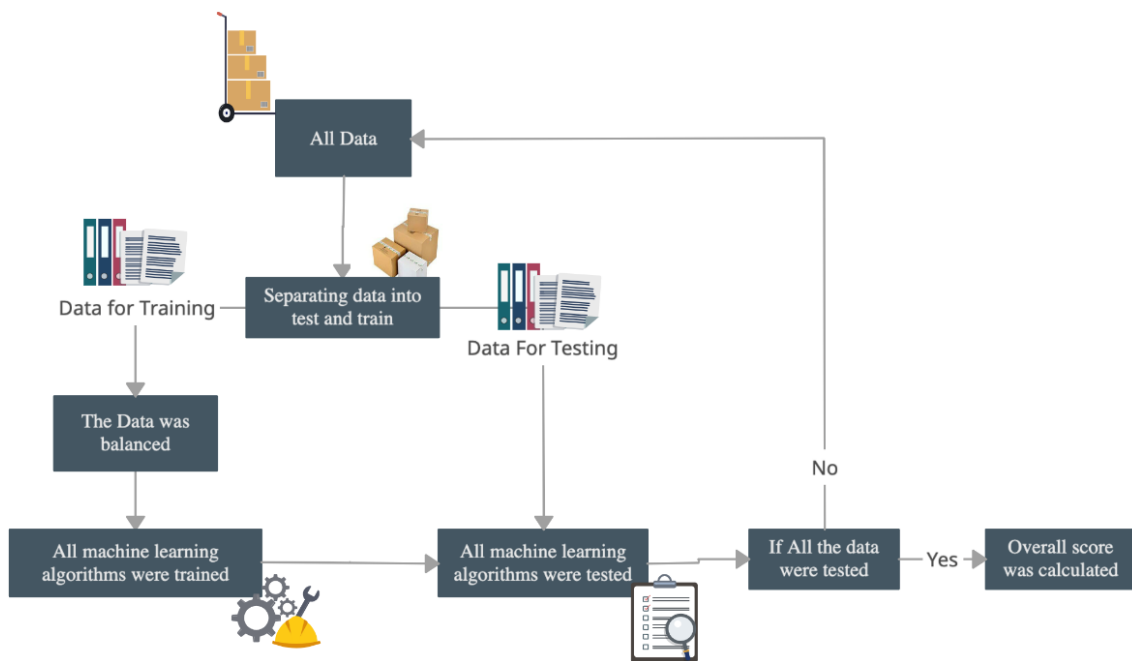 All Data
Separating data into
test and train
Data for Training
Data For Testing
The Data was
balanced
All machine learning
algorithms were trained
All machine learning
algorithms were tested
If All the data
were tested
No
Yes
Overall score
was calculated